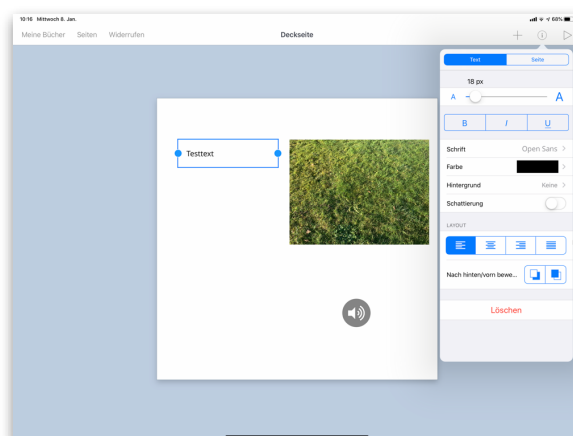 10:16 Mittwoch 8. Jan. 68%
Meine Bücher Seiten Widerrufen Deckseite
Text Seite
18 px
A A
B I U
Schrift Open Sans
Farbe
Hintergrund Keine
Schattierung
LAYOUT
Nach hinten/vorn bewe...
Löschen
Testtext